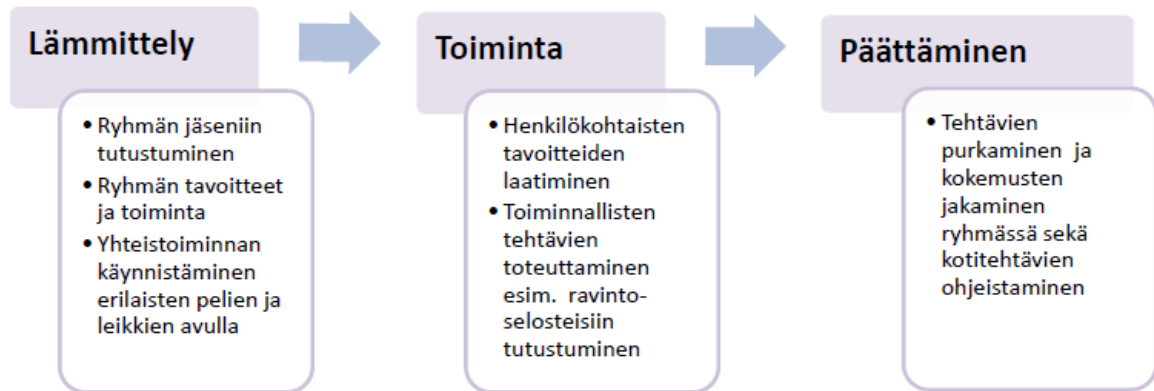 Lämmittely
• Ryhmän jäseniin
tutustuminen
• Ryhmän tavoitteet
ja toiminta
• Yhteistoiminnan
käynnistäminen
erilaisten pelien ja
leikkien avulla
Toiminta
• Henkilökohtaisten
tavoitteiden
laatiminen
• Toiminnallisten
tehtävien
toteuttaminen
esim. ravinto-
selosteisiin
tutustuminen
Päättäminen
• Tehtävien
purkaminen ja
kokemusten
jakaminen
ryhmässä sekä
kotitehtävien
ohjeistaminen